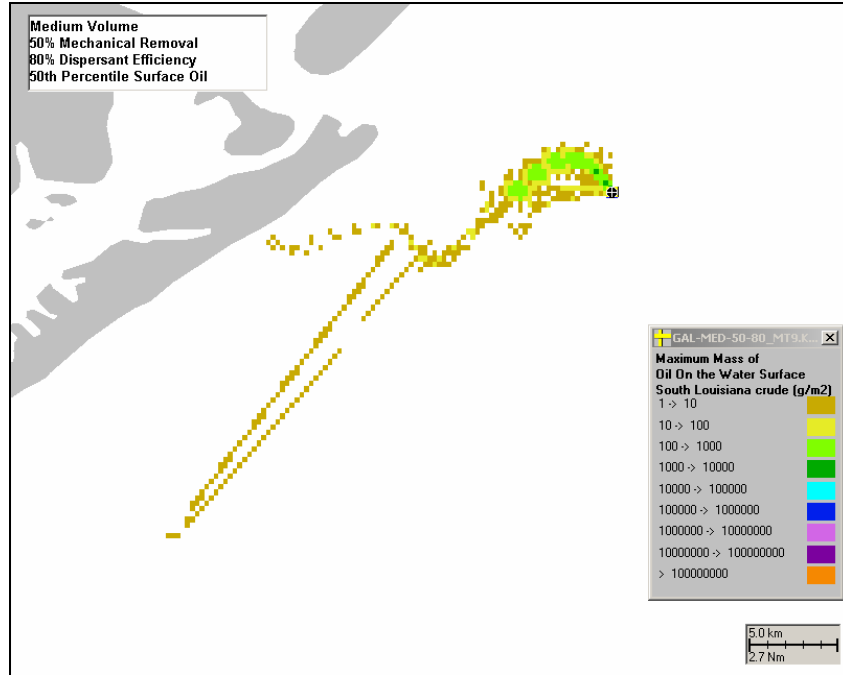 Medium Volume
50% Mechanical Removal
80% Dispersant Efficiency
50th Percentile Surface Oil
GAL-MED-50-80_MT9.K...
Maximum Mass of
Oil On the Water Surface
South Louisiana crude (g/m2)
1 -> 10
10 -> 100
100 -> 1000
1000 -> 10000
10000 -> 100000
100000 -> 1000000
1000000 -> 10000000
10000000 -> 100000000
> 100000000
5.0 km
2.7 Nm